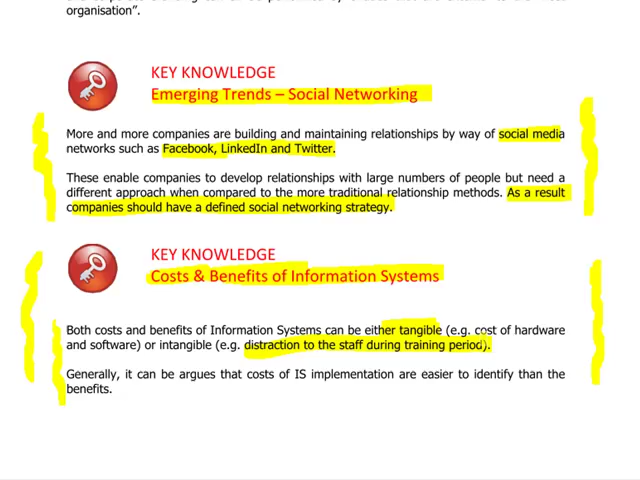 organisation”.
KEY KNOWLEDGE
Emerging Trends – Social Networking
More and more companies are building and maintaining relationships by way of social media
networks such as Facebook, LinkedIn and Twitter.
These enable companies to develop relationships with large numbers of people but need a
different approach when compared to the more traditional relationship methods. As a result
companies should have a defined social networking strategy.
KEY KNOWLEDGE
Costs & Benefits of Information Systems
Both costs and benefits of Information Systems can be either tangible (e.g. cost of hardware
and software) or intangible (e.g. distraction to the staff during training period).
Generally, it can be argues that costs of IS implementation are easier to identify than the
benefits.